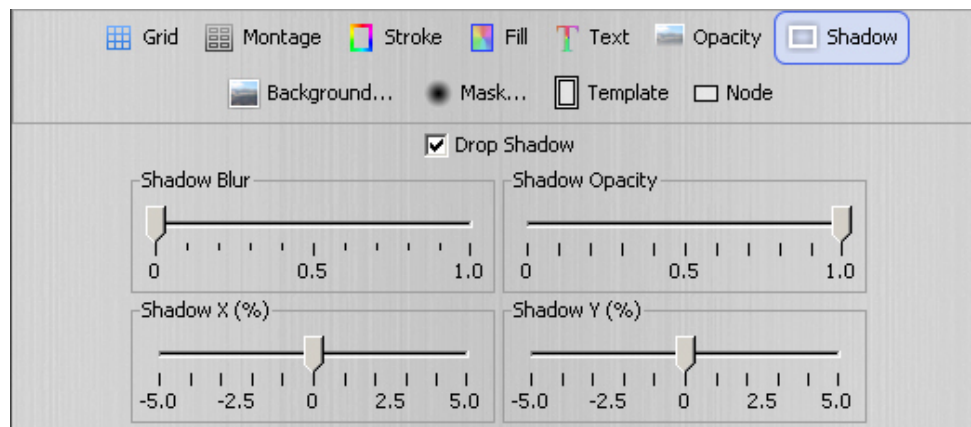 Grid Montage Stroke Fill Text Opacity Shadow
Background... Mask... Template Node
Drop Shadow
Shadow Blur Shadow Opacity
0 0.5 1.0 0 0.5 1.0
Shadow X (%) Shadow Y (%)
-5.0 -2.5 0 2.5 5.0 -5.0 -2.5 0 2.5 5.0